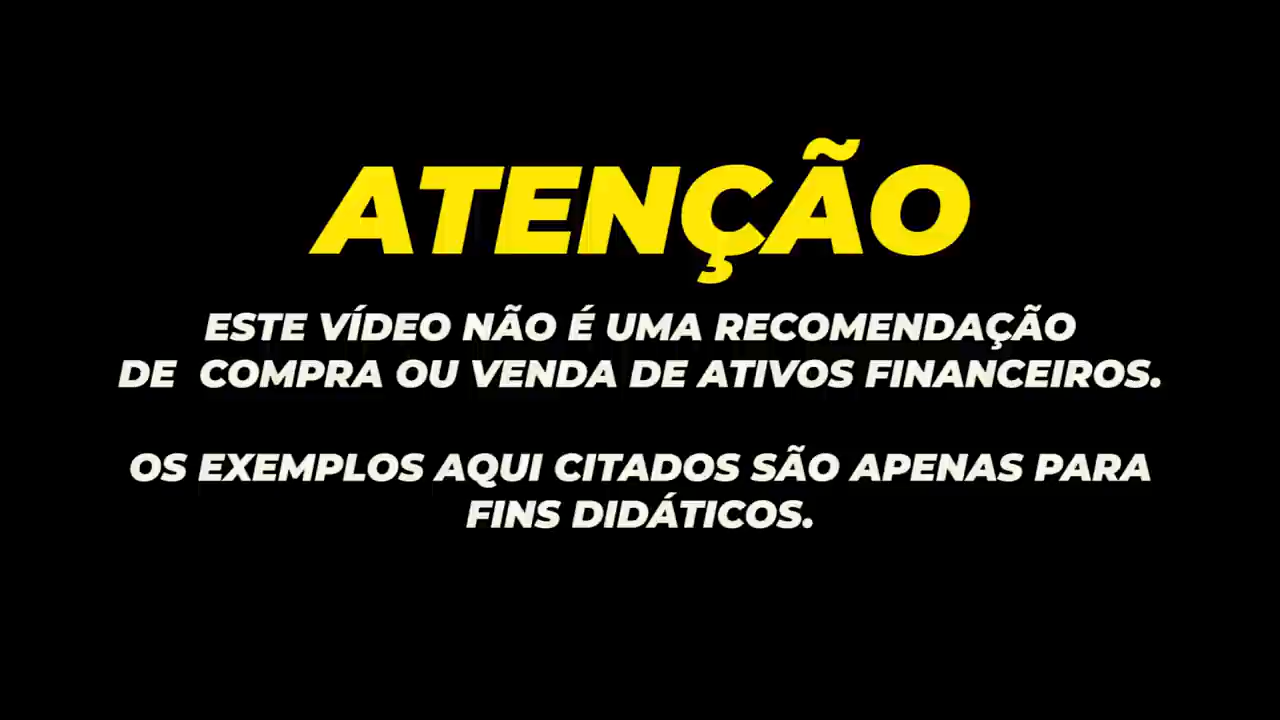 ATENÇÃO
ESTE VÍDEO NÃO É UMA RECOMENDAÇÃO
DE COMPRA OU VENDA DE ATIVOS FINANCEIROS.
OS EXEMPLOS AQUI CITADOS SÃO APENAS PARA
FINS DIDÁTICOS.